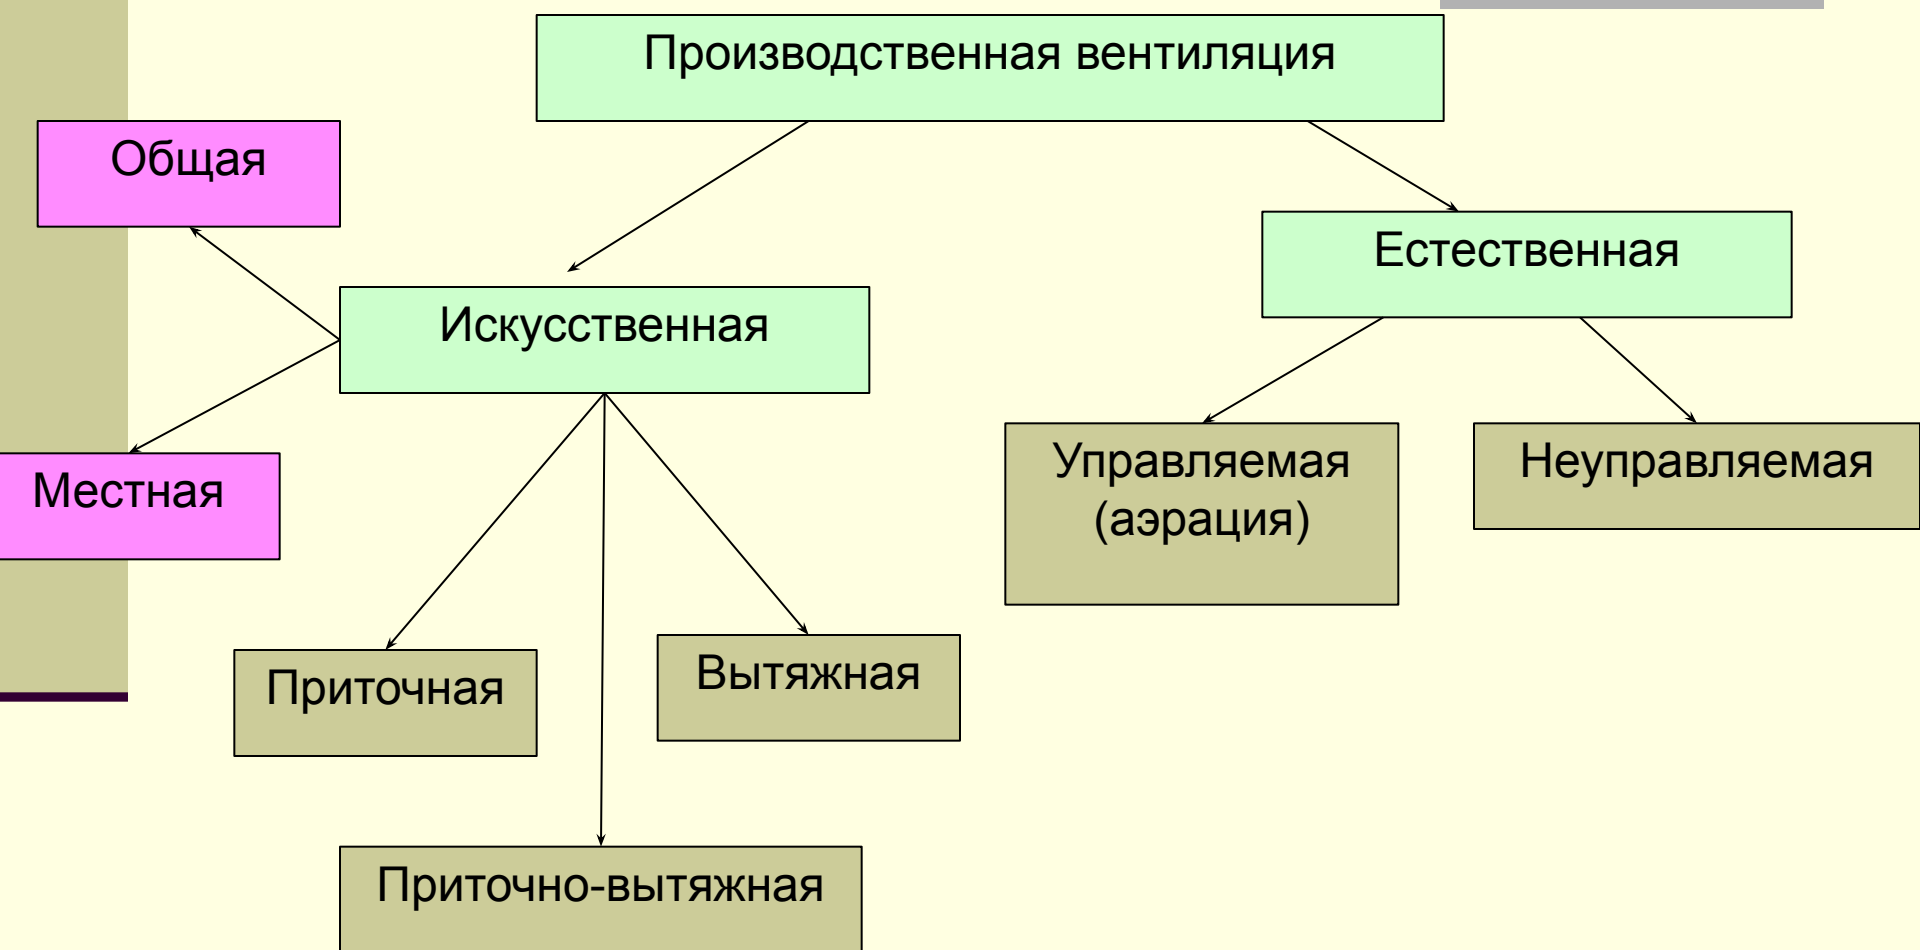 Производственная вентиляция
Общая
Естественная
Искусственная
Местная
Управляемая
(аэрация)
Неуправляемая
Приточная
Вытяжная
Приточно-вытяжная